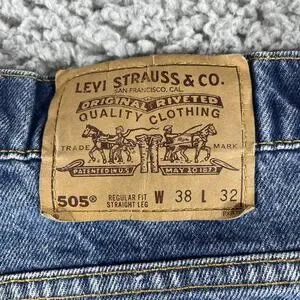 LEVI STRAUSS & CO.
SAN FRANCISCO, CAL.
ORIGINAL RIVETED
QUALITY CLOTHING
TRADE MARK
PATENTED IN U.S. MAY 20 1873
505® REGULAR FIT W 38 L 32
STRAIGHT LEG